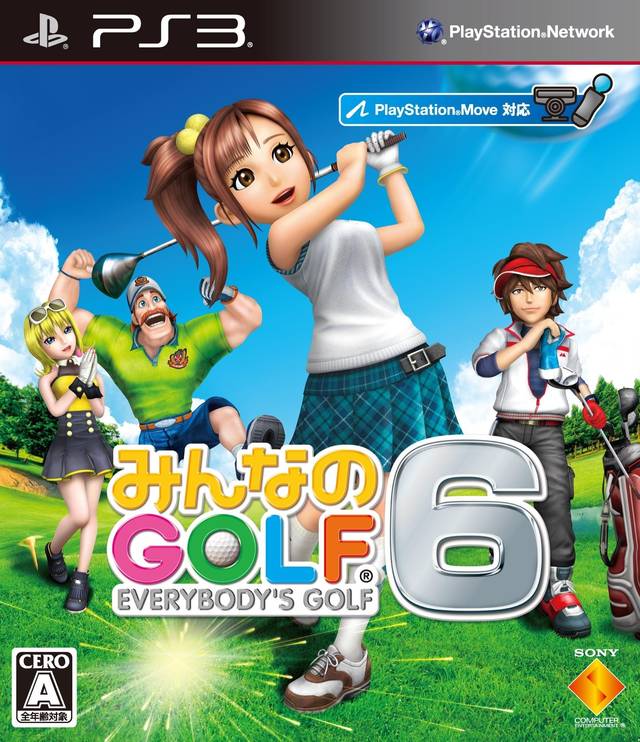 PS3
PlayStation®Network
PlayStation®Move 対応
みんなの
GOLF®
6
EVERYBODY'S GOLF
CERO
A
全年齢対象
SONY
COMPUTER
ENTERTAINMENT